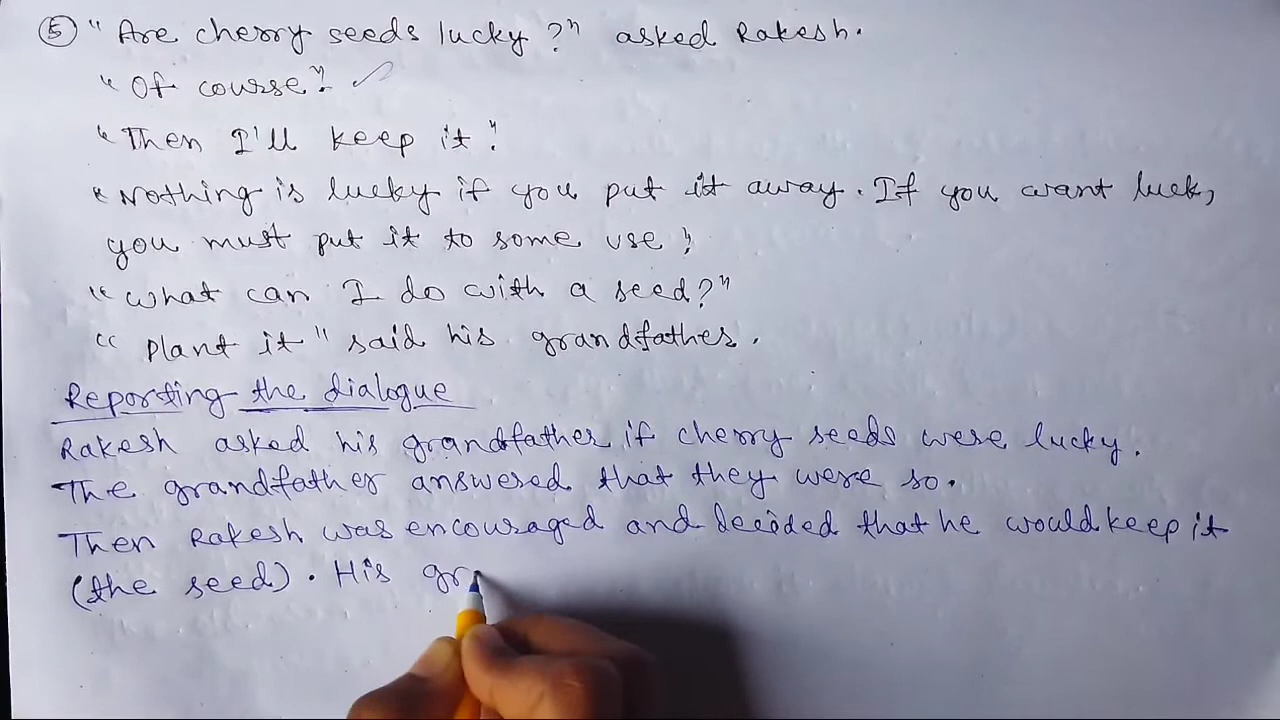 ⑤ "Are cherry seeds lucky ?" asked Rakesh.
"Of course".
"Then I'll keep it".
"Nothing is lucky if you put it away. If you want luck,
you must put it to some use".
"What can I do with a seed?"
"Plant it" said his grandfather.
Reporting the dialogue
Rakesh asked his grandfather if cherry seeds were lucky.
The grandfather answered that they were so.
Then Rakesh was encouraged and decided that he would keep it
(the seed). His gr